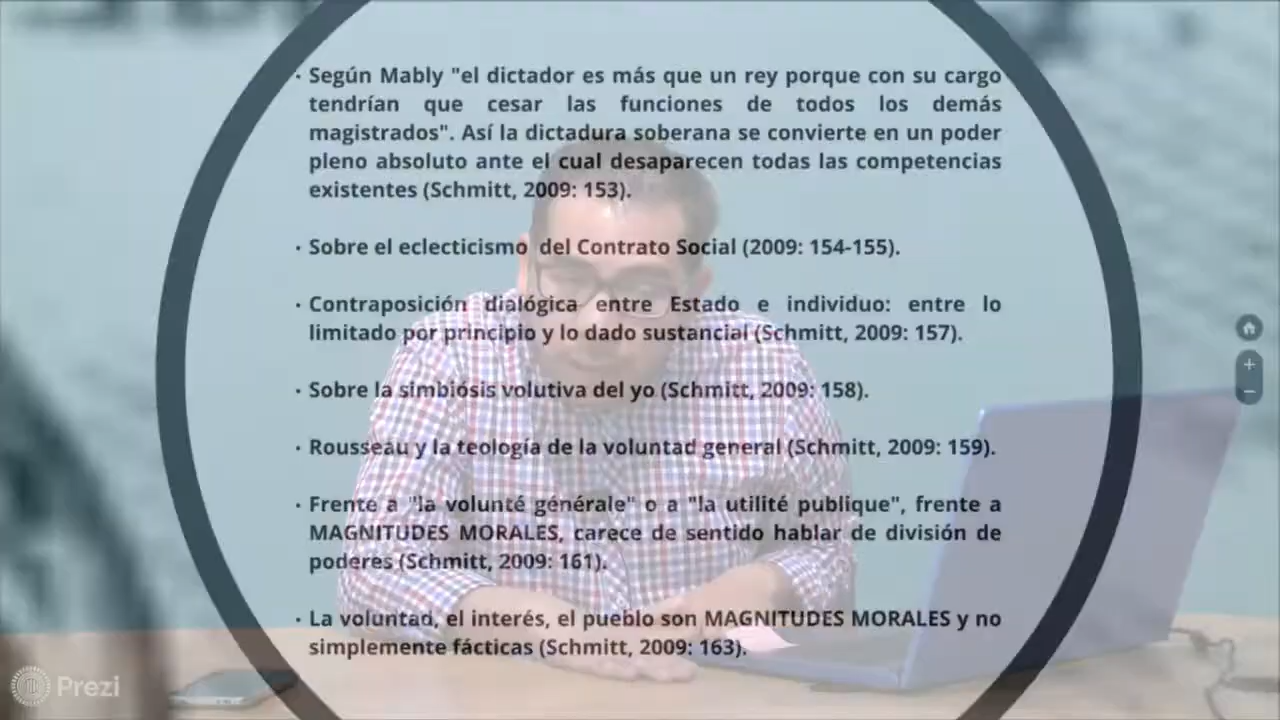 · Según Mably "el dictador es más que un rey porque con su cargo
tendrían que cesar las funciones de todos los demás
magistrados". Así la dictadura soberana se convierte en un poder
pleno absoluto ante el cual desaparecen todas las competencias
existentes (Schmitt, 2009: 153).
· Sobre el eclecticismo del Contrato Social (2009: 154-155).
· Contraposición dialógica entre Estado e individuo: entre lo
limitado por principio y lo dado sustancial (Schmitt, 2009: 157).
· Sobre la simbiósis volutiva del yo (Schmitt, 2009: 158).
· Rousseau y la teología de la voluntad general (Schmitt, 2009: 159).
· Frente a "la volunté générale" o a "la utilité publique", frente a
MAGNITUDES MORALES, carece de sentido hablar de división de
poderes (Schmitt, 2009: 161).
· La voluntad, el interés, el pueblo son MAGNITUDES MORALES y no
simplemente fácticas (Schmitt, 2009: 163).
Prezi